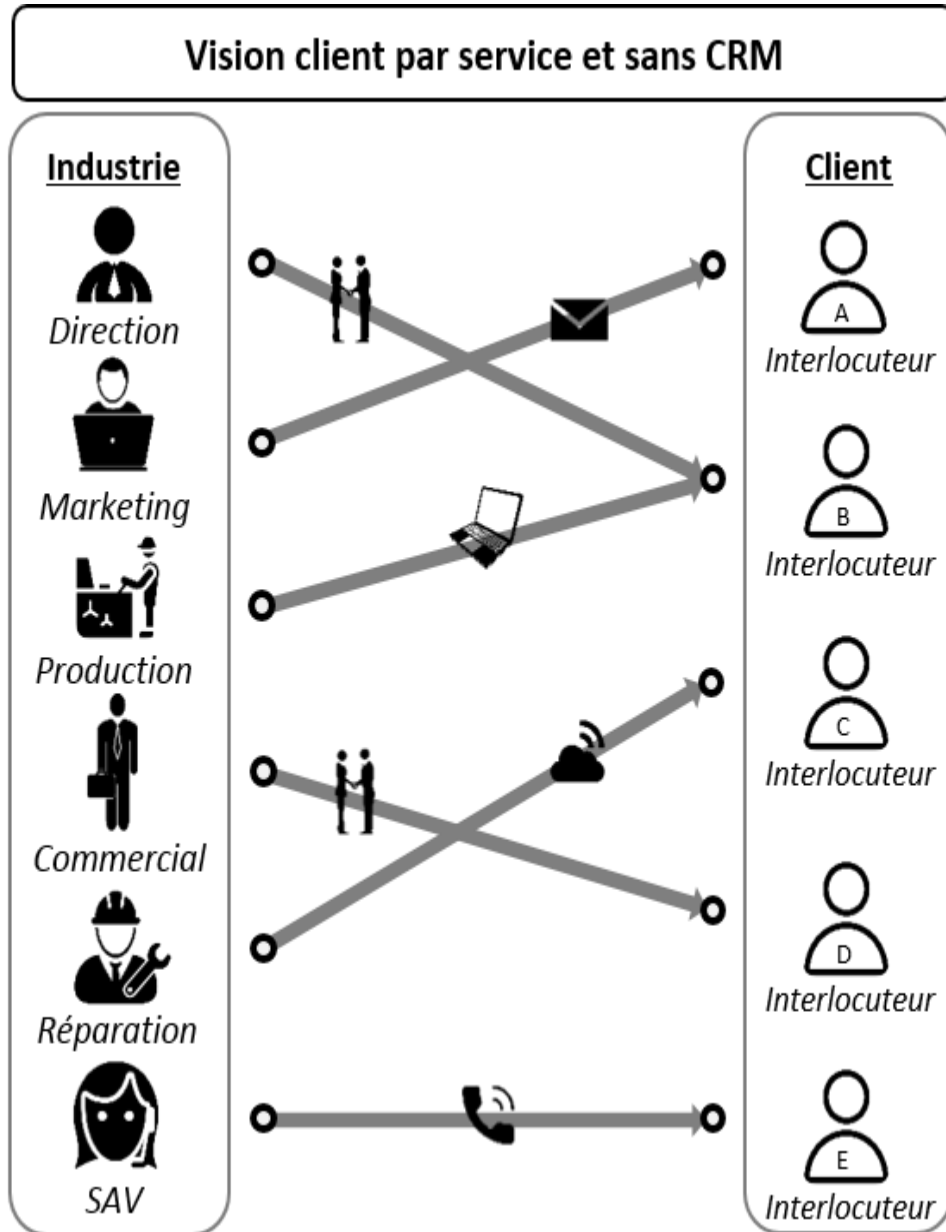 Vision client par service et sans CRM
Industrie
Direction
Marketing
Production
Commercial
Réparation
SAV
Client
A
Interlocuteur
B
Interlocuteur
C
Interlocuteur
D
Interlocuteur
E
Interlocuteur